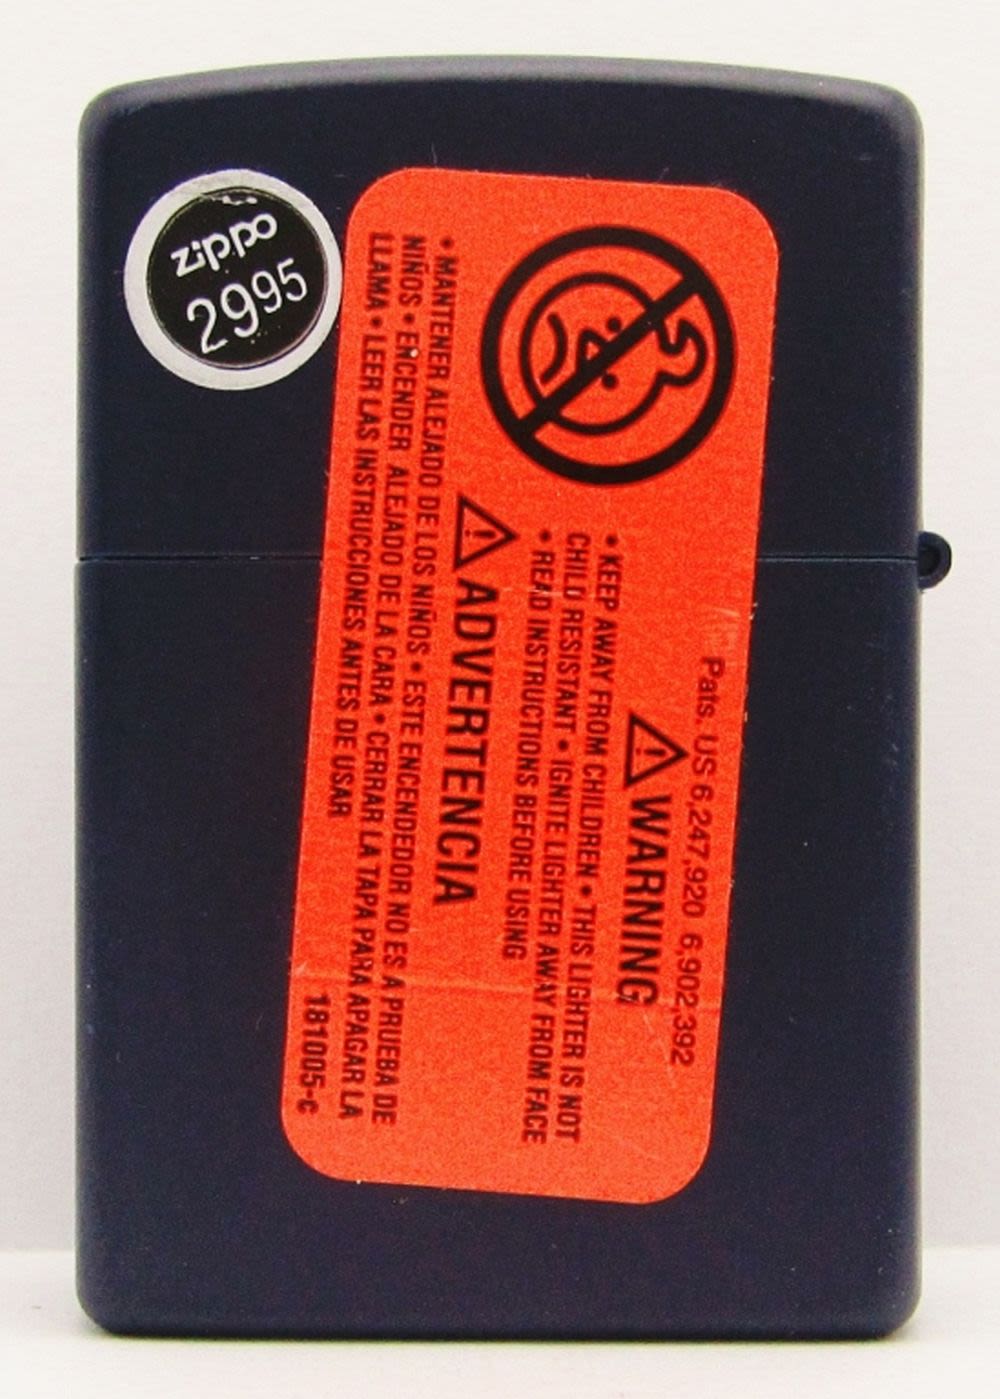 zippo
2995
Pats. US 6,247,920 6,902,392
WARNING
• KEEP AWAY FROM CHILDREN • THIS LIGHTER IS NOT
CHILD RESISTANT • IGNITE LIGHTER AWAY FROM FACE
• READ INSTRUCTIONS BEFORE USING
ADVERTENCIA
• MANTENER ALEJADO DE LOS NIÑOS • ESTE ENCENDEDOR NO ES A PRUEBA DE
NIÑOS • ENCENDER ALEJADO DE LA CARA • CERRAR LA TAPA PARA APAGAR LA
LLAMA • LEER LAS INSTRUCCIONES ANTES DE USAR
181005-c